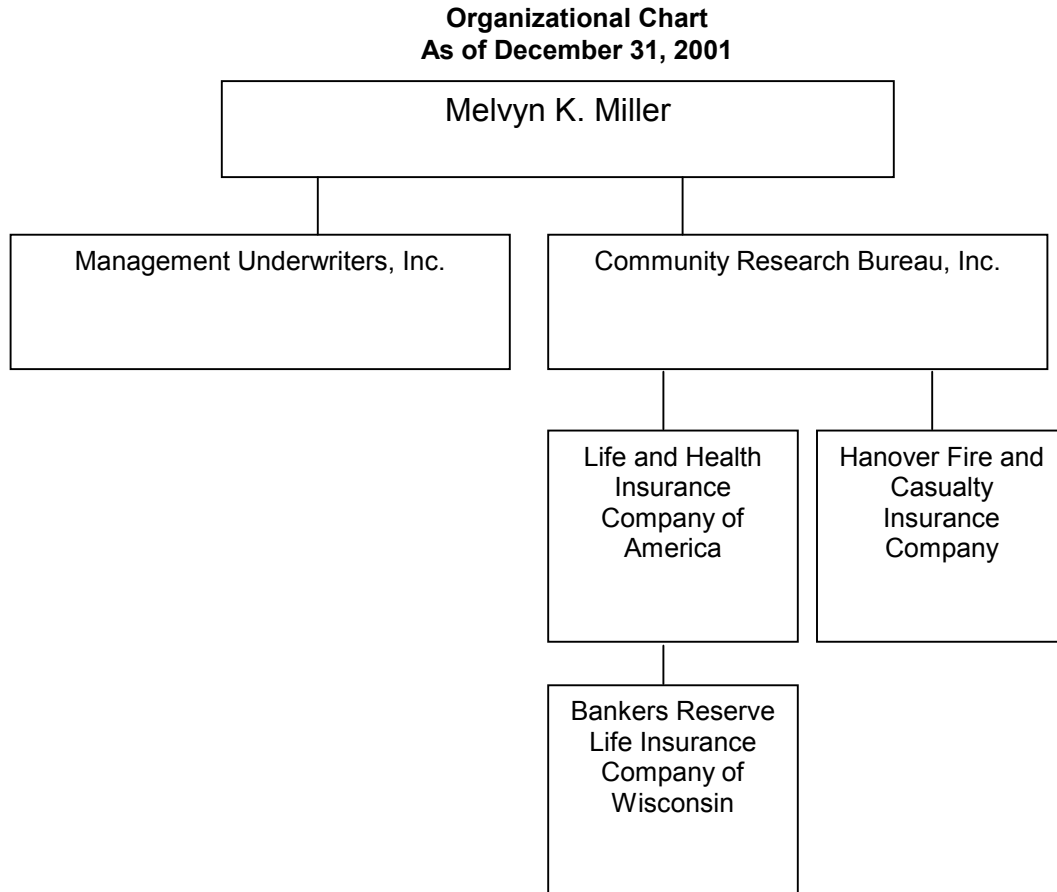 Organizational Chart
As of December 31, 2001
Melvyn K. Miller
Management Underwriters, Inc.
Community Research Bureau, Inc.
Life and Health
Insurance
Company of
America
Hanover Fire and
Casualty
Insurance
Company
Bankers Reserve
Life Insurance
Company of
Wisconsin